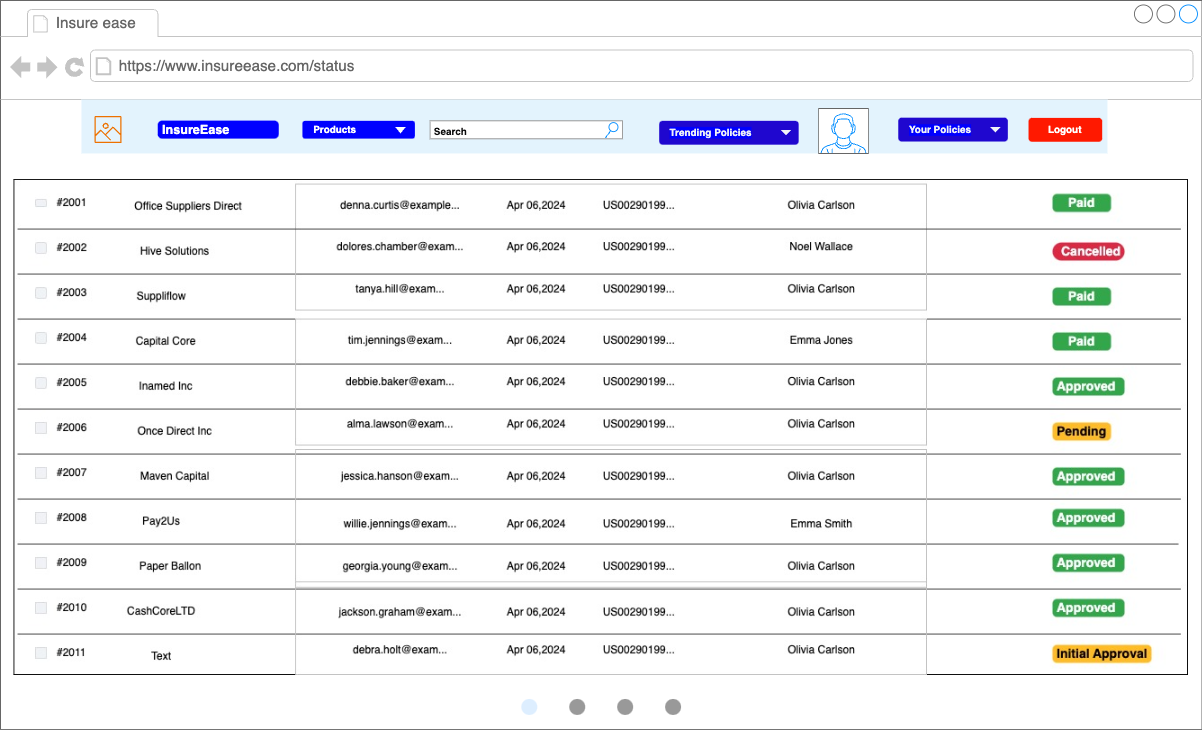 Insure ease
https://www.insureease.com/status
InsureEase Products Search Trending Policies Your Policies Logout
#2001 Office Suppliers Direct denna.curtis@example... Apr 06,2024 US00290199... Olivia Carlson Paid
#2002 Hive Solutions dolores.chamber@exam... Apr 06,2024 US00290199... Noel Wallace Cancelled
#2003 Suppliflow tanya.hill@exam... Apr 06,2024 US00290199... Olivia Carlson Paid
#2004 Capital Core tim.jennings@exam... Apr 06,2024 US00290199... Emma Jones Paid
#2005 Inamed Inc debbie.baker@exam... Apr 06,2024 US00290199... Olivia Carlson Approved
#2006 Once Direct Inc alma.lawson@exam... Apr 06,2024 US00290199... Olivia Carlson Pending
#2007 Maven Capital jessica.hanson@exam... Apr 06,2024 US00290199... Olivia Carlson Approved
#2008 Pay2Us willie.jennings@exam... Apr 06,2024 US00290199... Emma Smith Approved
#2009 Paper Ballon georgia.young@exam... Apr 06,2024 US00290199... Olivia Carlson Approved
#2010 CashCoreLTD jackson.graham@exam... Apr 06,2024 US00290199... Olivia Carlson Approved
#2011 Text debra.holt@exam... Apr 06,2024 US00290199... Olivia Carlson Initial Approval